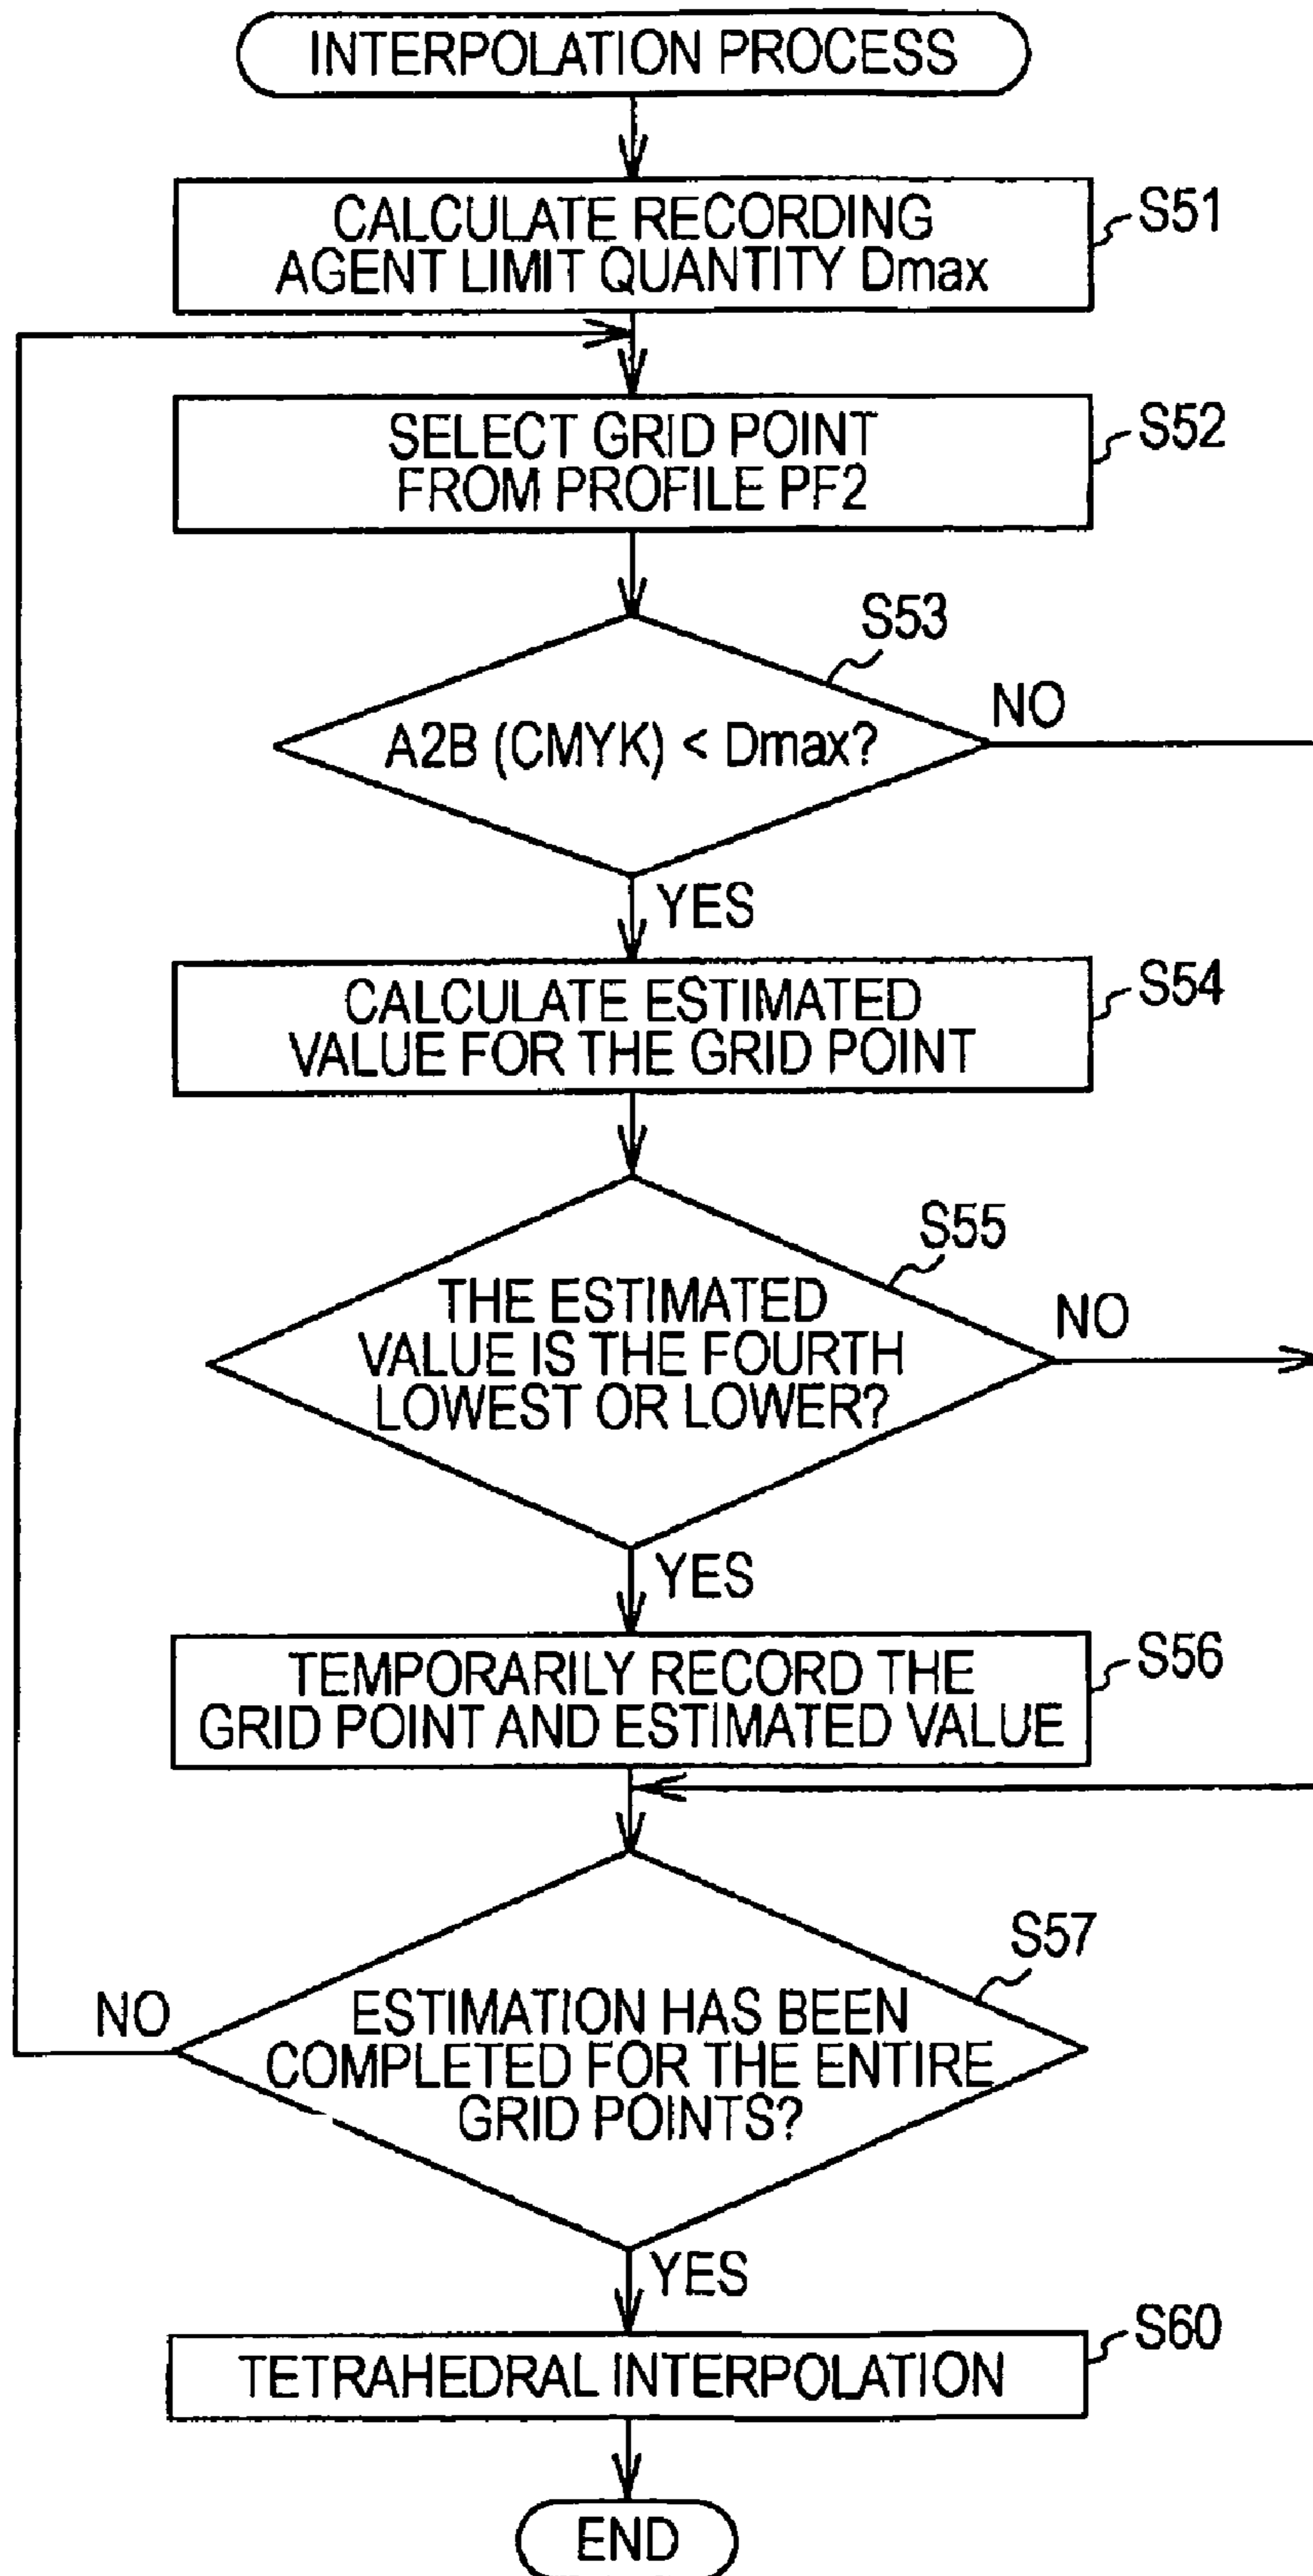 INTERPOLATION PROCESS
CALCULATE RECORDING
AGENT LIMIT QUANTITY Dmax
S51
SELECT GRID POINT
FROM PROFILE PF2
S52
S53
A2B (CMYK) < Dmax?
NO
YES
CALCULATE ESTIMATED
VALUE FOR THE GRID POINT
S54
S55
THE ESTIMATED
VALUE IS THE FOURTH
LOWEST OR LOWER?
NO
YES
TEMPORARILY RECORD THE
GRID POINT AND ESTIMATED VALUE
S56
S57
ESTIMATION HAS BEEN
COMPLETED FOR THE ENTIRE
GRID POINTS?
NO
YES
TETRAHEDRAL INTERPOLATION
S60
END